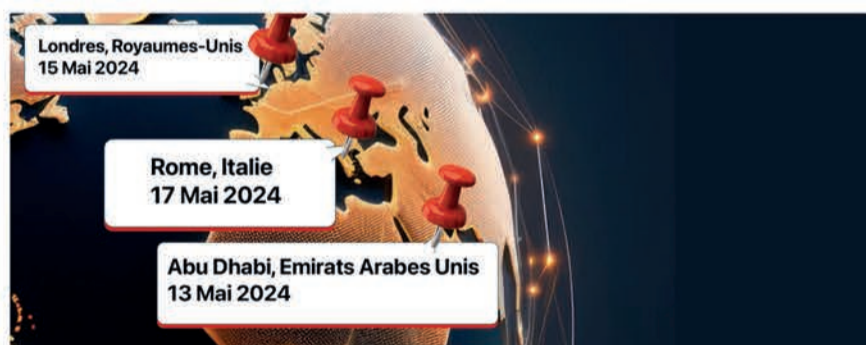 Londres, Royaumes-Unis
15 Mai 2024
Rome, Italie
17 Mai 2024
Abu Dhabi, Emirats Arabes Unis
13 Mai 2024